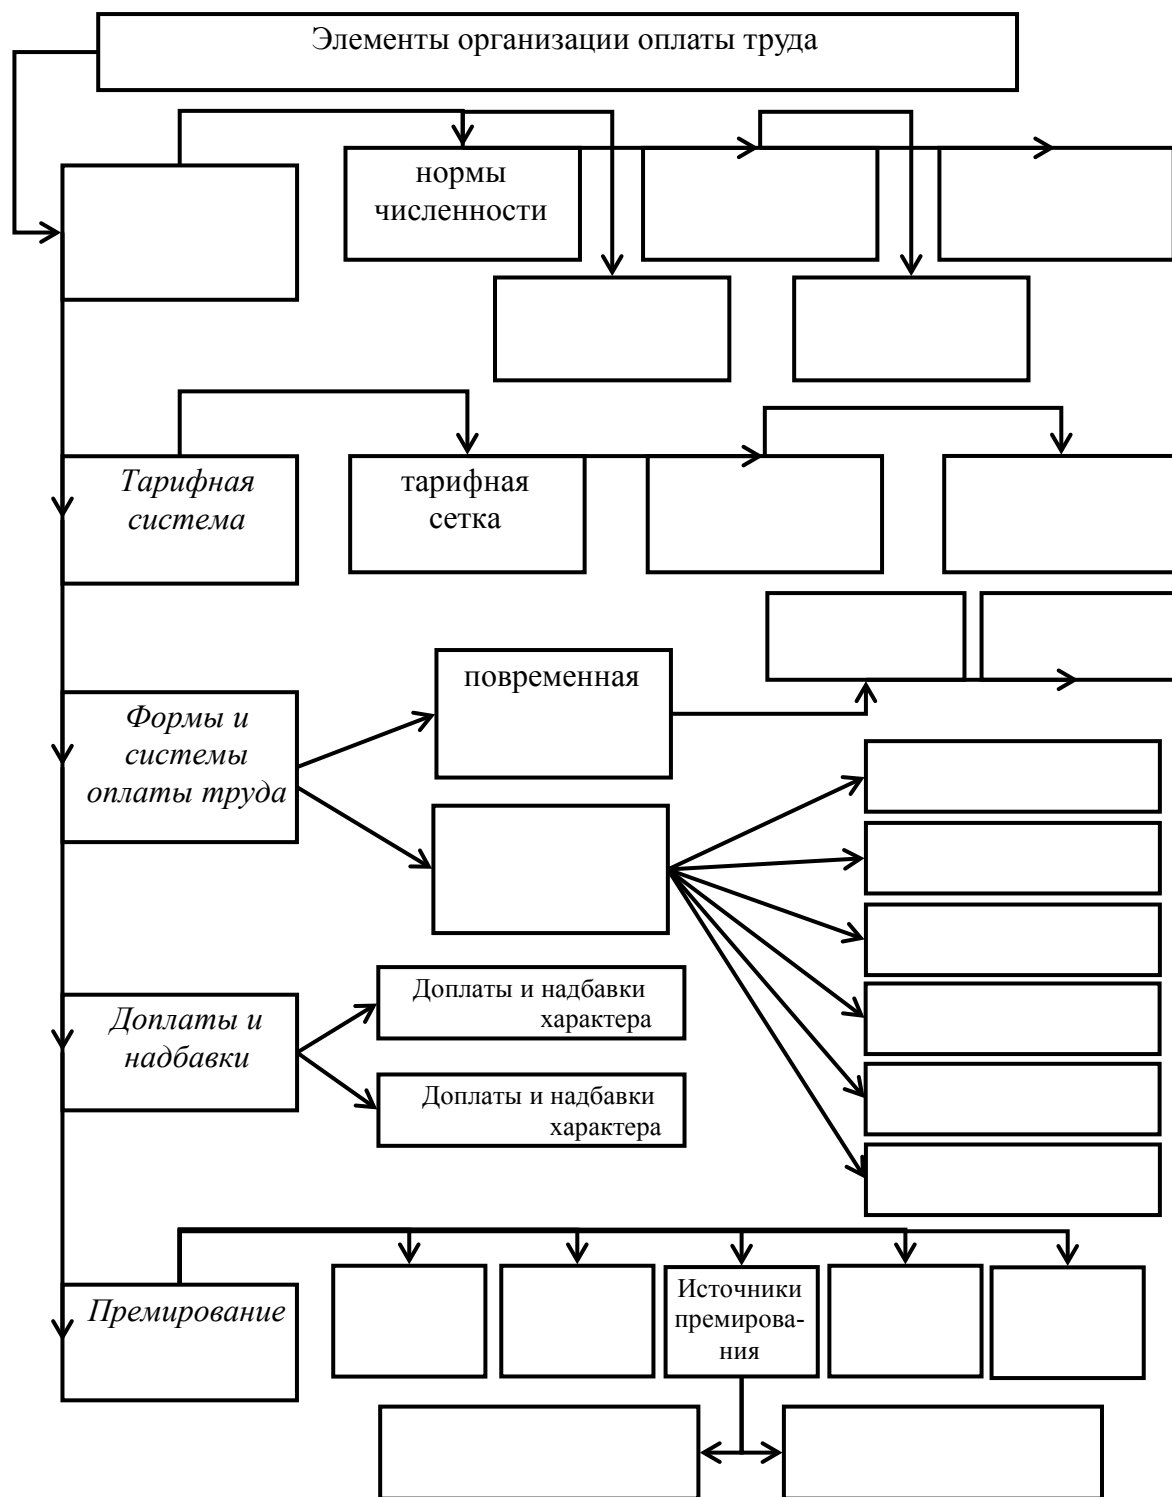 Элементы организации оплаты труда
нормы
численности
Тарифная
система
тарифная
сетка
повременная
Формы и
системы
оплаты труда
Доплаты и
надбавки
Доплаты и надбавки
характера
Доплаты и надбавки
характера
Премирование
Источники
премирова-
ния